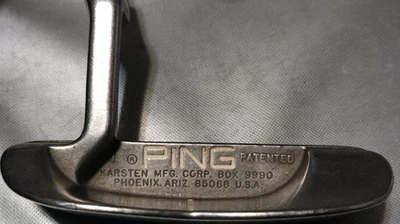 ® PING PATENTED
KARSTEN MFG. CORP. BOX 9990
PHOENIX, ARIZ. 85068 U.S.A.